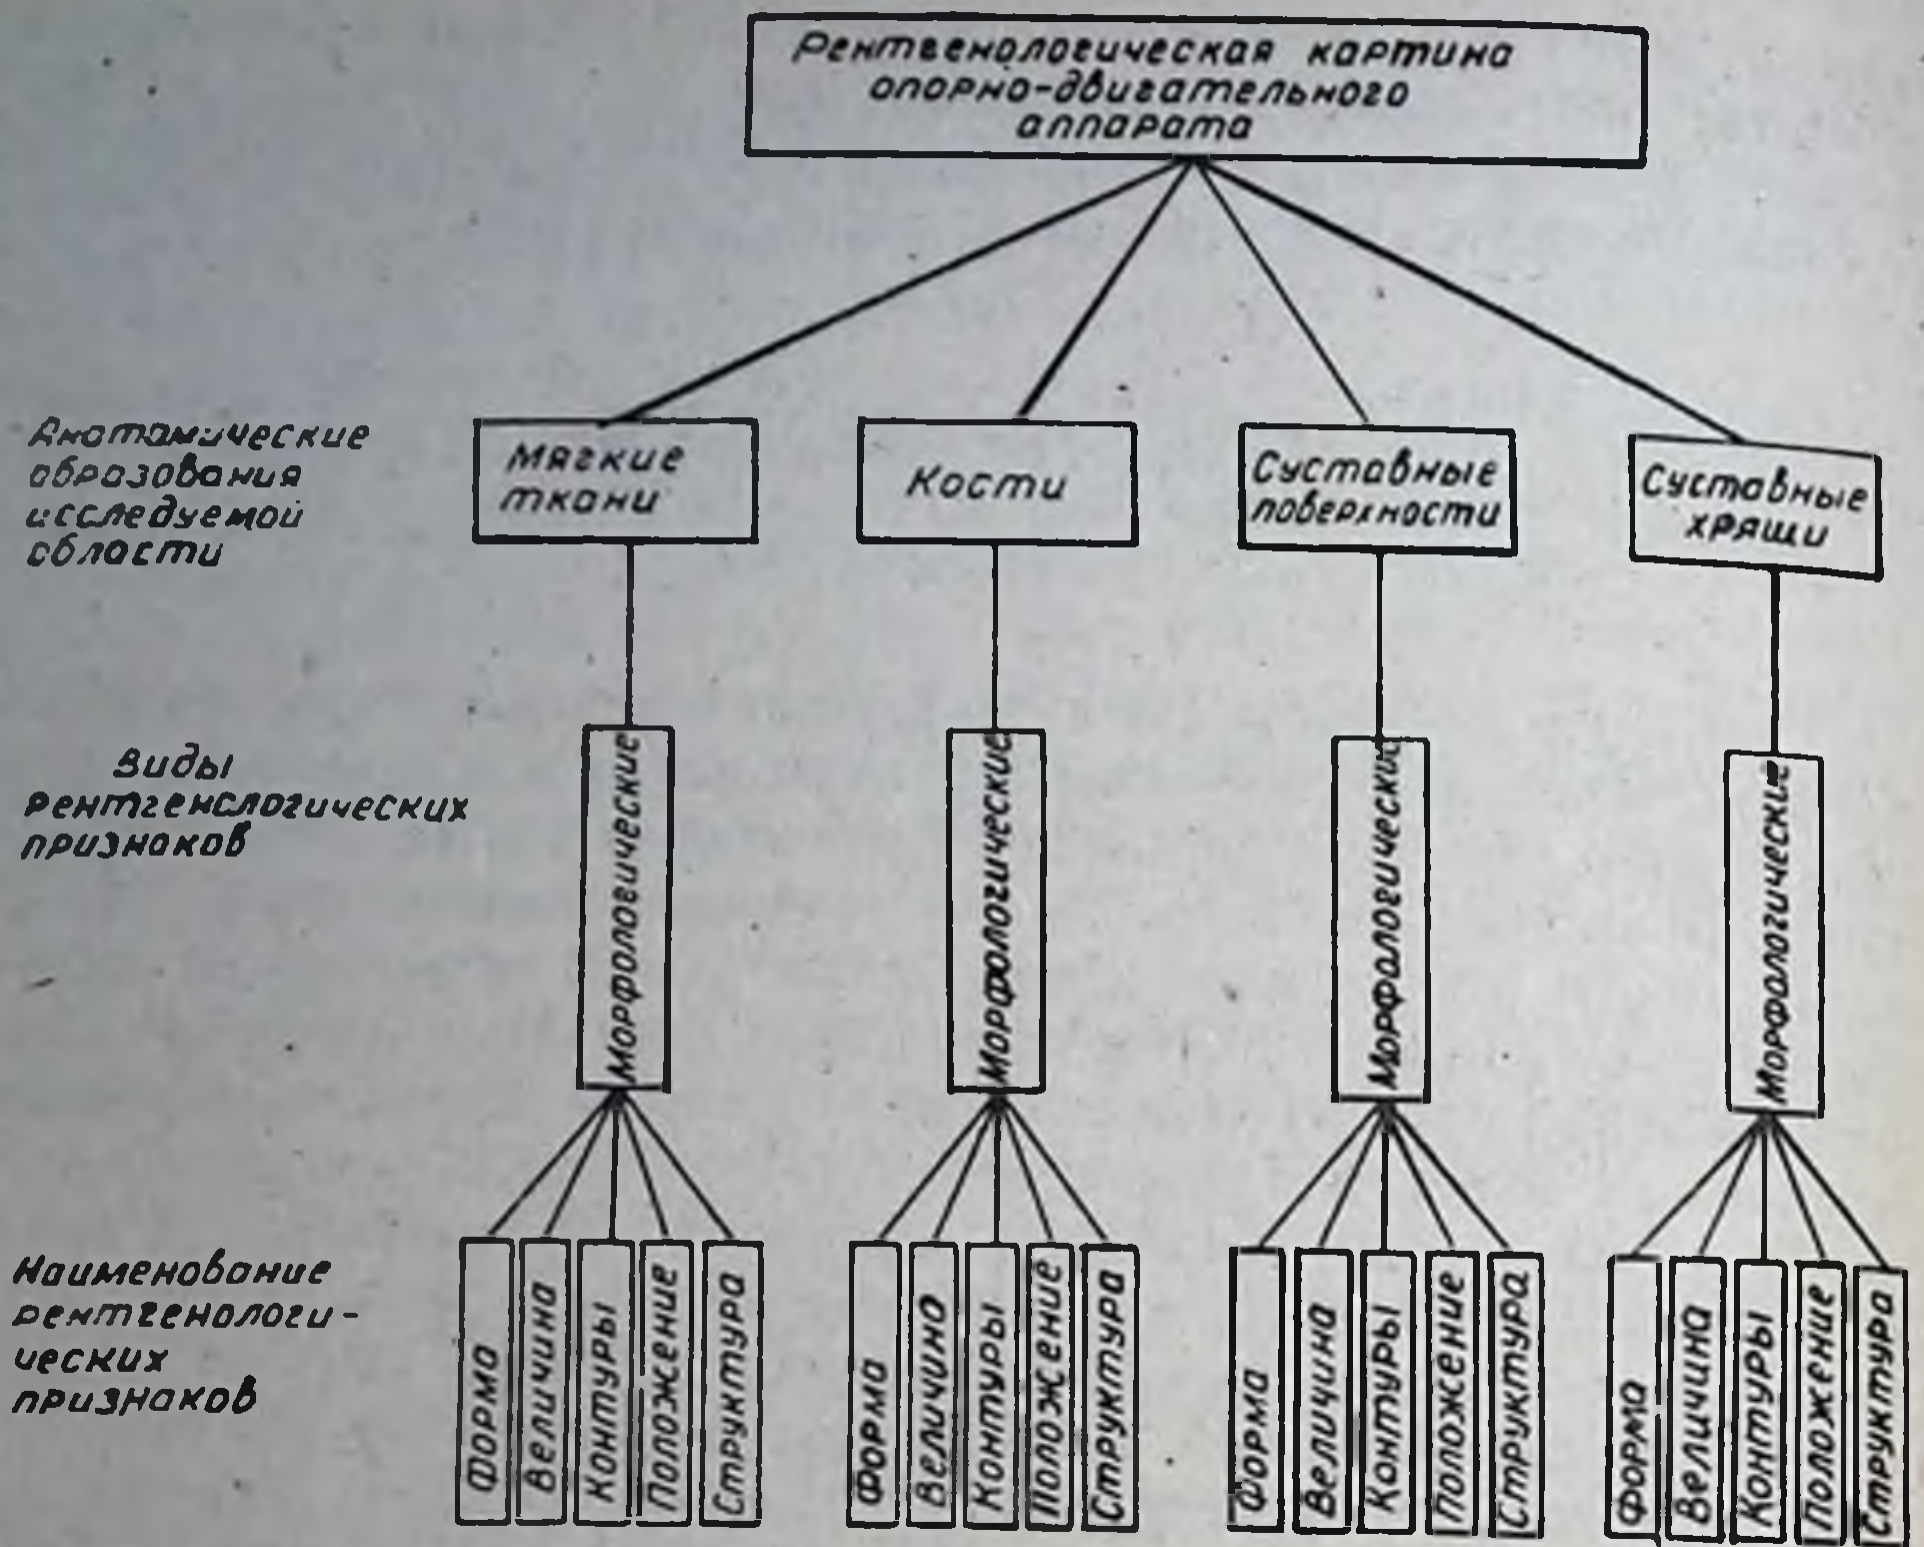 Рентгенологическая картина
опорно-двигательного
аппарата
Анатомические
образования
исследуемой
области
Мягкие
ткани
Кости
Суставные
поверхности
Суставные
хрящи
Виды
рентгенологических
признаков
Морфологические
Морфологические
Морфологические
Морфологические
Наименование
рентгенологи-
ческих
признаков
Форма
Величина
Контуры
Положение
Структура
Форма
Величина
Контуры
Положение
Структура
Форма
Величина
Контуры
Положение
Структура
Форма
Величина
Контуры
Положение
Структура